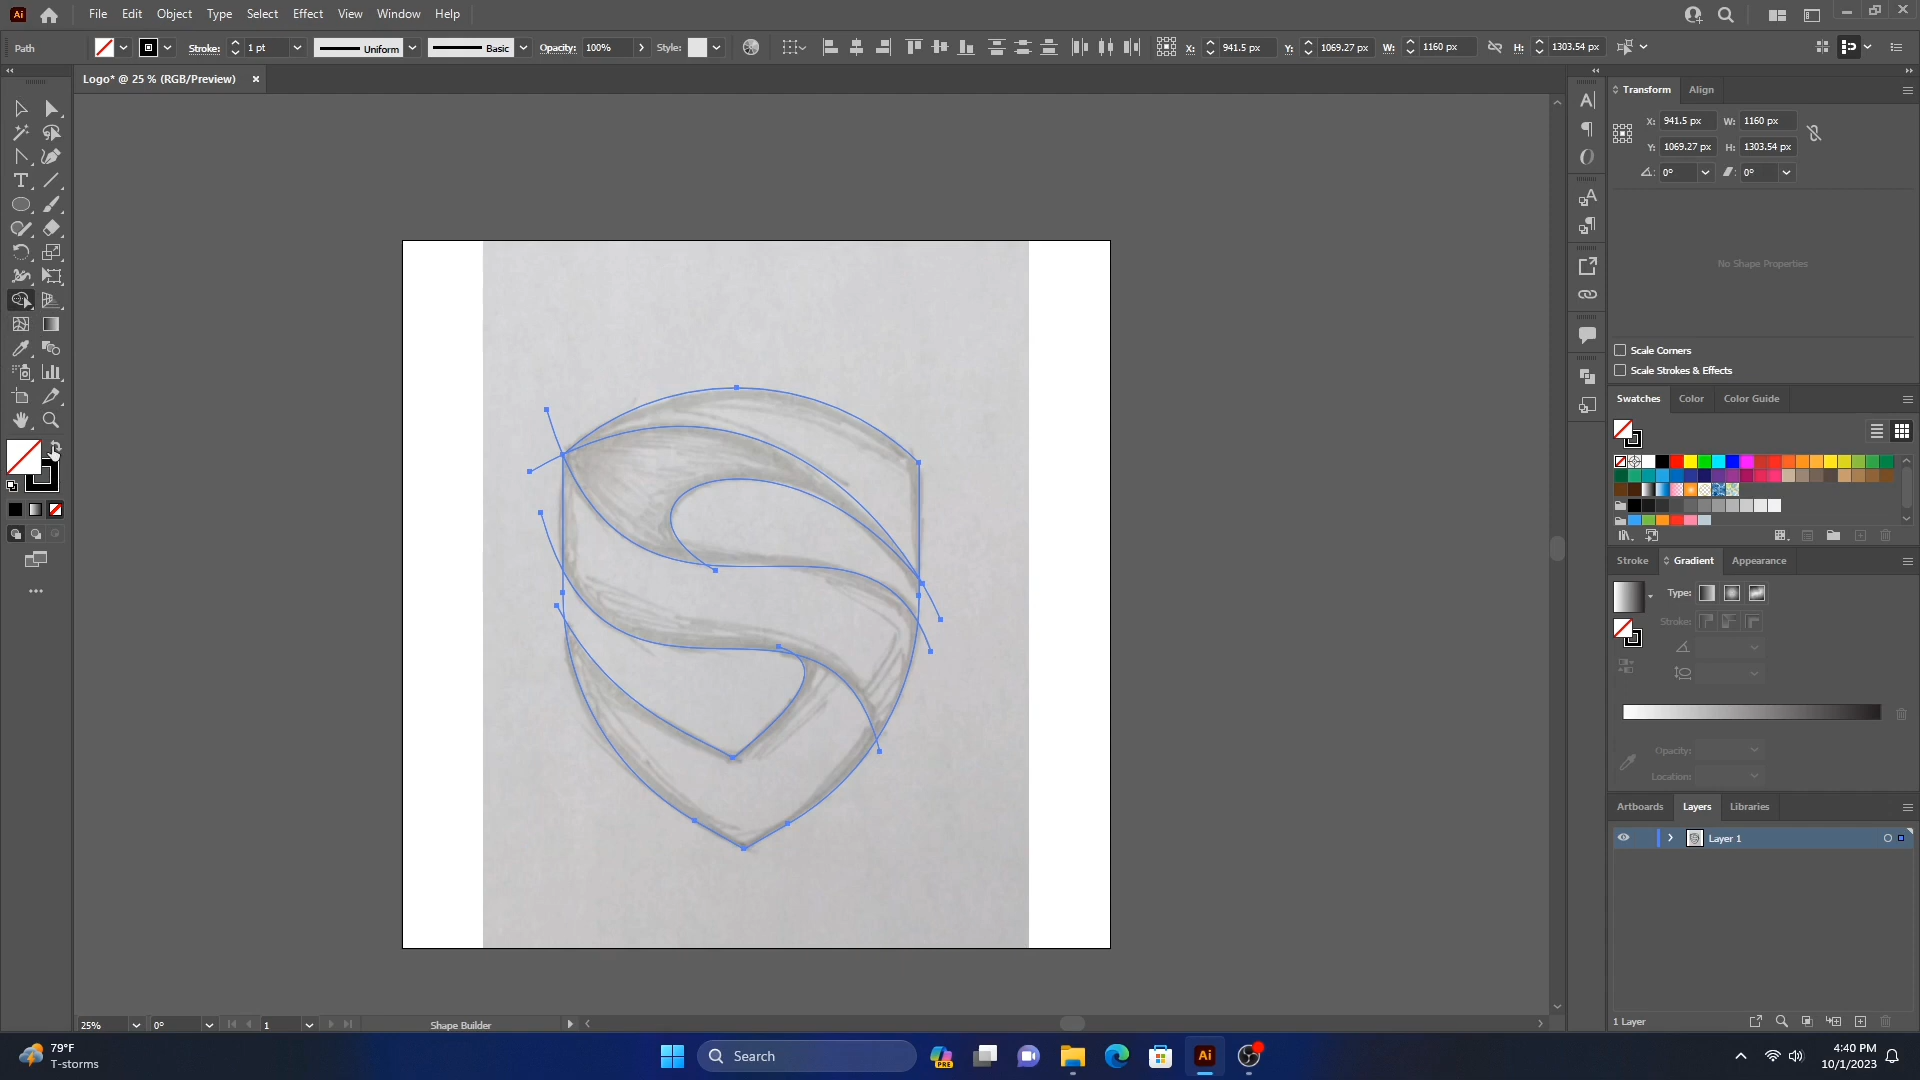 Ai File Edit Object Type Select Effect View Window Help
Path Stroke: 1 pt Uniform Basic Opacity: 100% Style: X: 941.5 px Y: 1069.27 px W: 1160 px H: 1303.54 px
Logo* @ 25 % (RGB/Preview) ×
Transform Align
X: 941.5 px W: 1160 px
Y: 1069.27 px H: 1303.54 px
0° 0°
No Shape Properties
Scale Corners
Scale Strokes & Effects
Swatches Color Color Guide
Stroke Gradient Appearance
Type:
Stroke:
Opacity:
Location:
Artboards Layers Libraries
Layer 1
25% 0° 1 Shape Builder
1 Layer
79°F
T-storms
Search
PRE
Ai
4:40 PM
10/1/2023